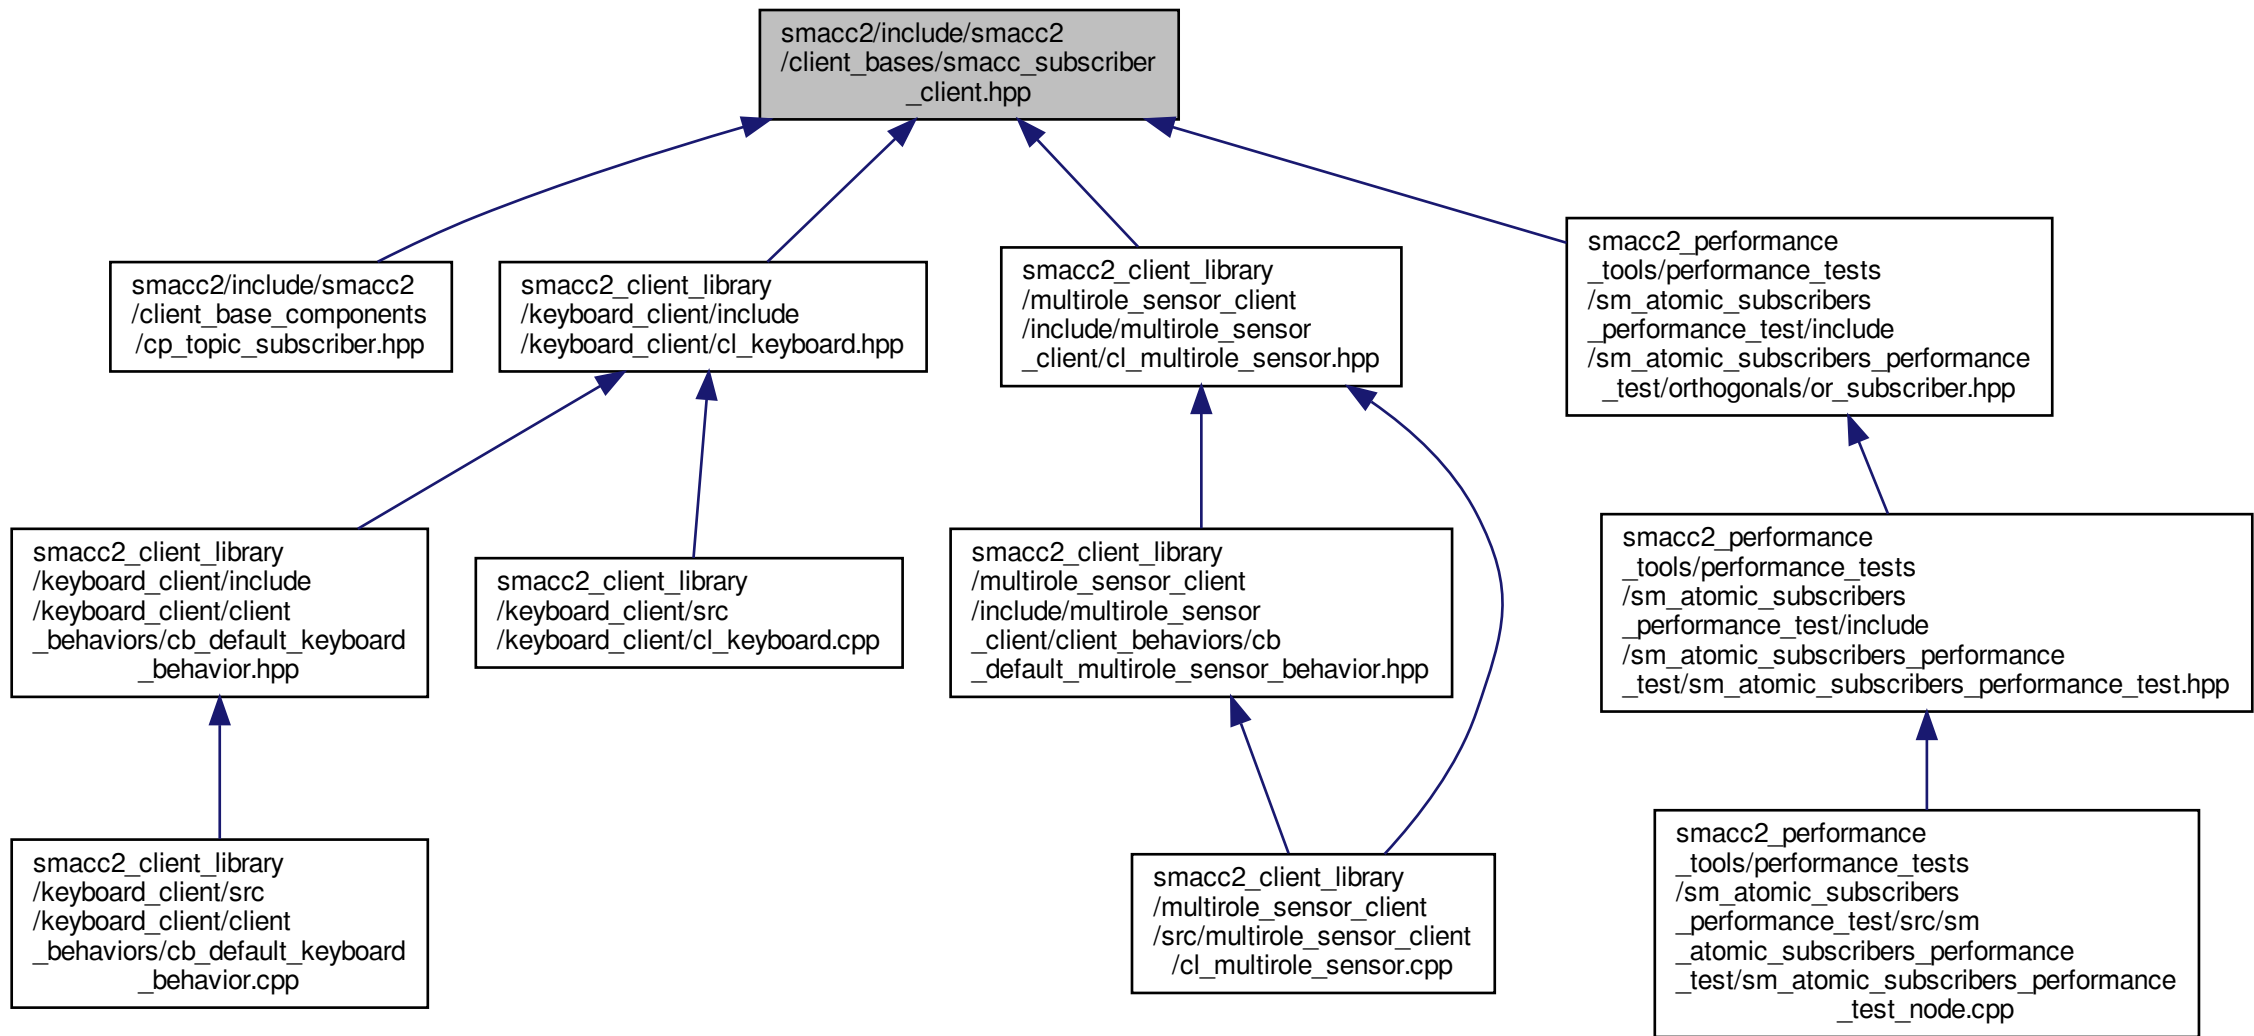 smacc2/include/smacc2
/client_bases/smacc_subscriber
_client.hpp
smacc2/include/smacc2
/client_base_components
/cp_topic_subscriber.hpp
smacc2_client_library
/keyboard_client/include
/keyboard_client/cl_keyboard.hpp
smacc2_client_library
/multirole_sensor_client
/include/multirole_sensor
_client/cl_multirole_sensor.hpp
smacc2_performance
_tools/performance_tests
/sm_atomic_subscribers
_performance_test/include
/sm_atomic_subscribers_performance
_test/orthogonals/or_subscriber.hpp
smacc2_client_library
/keyboard_client/include
/keyboard_client/client
_behaviors/cb_default_keyboard
_behavior.hpp
smacc2_client_library
/keyboard_client/src
/keyboard_client/cl_keyboard.cpp
smacc2_client_library
/multirole_sensor_client
/include/multirole_sensor
_client/client_behaviors/cb
_default_multirole_sensor_behavior.hpp
smacc2_performance
_tools/performance_tests
/sm_atomic_subscribers
_performance_test/include
/sm_atomic_subscribers_performance
_test/sm_atomic_subscribers_performance_test.hpp
smacc2_client_library
/keyboard_client/src
/keyboard_client/client
_behaviors/cb_default_keyboard
_behavior.cpp
smacc2_client_library
/multirole_sensor_client
/src/multirole_sensor_client
/cl_multirole_sensor.cpp
smacc2_performance
_tools/performance_tests
/sm_atomic_subscribers
_performance_test/src/sm
_atomic_subscribers_performance
_test/sm_atomic_subscribers_performance
_test_node.cpp